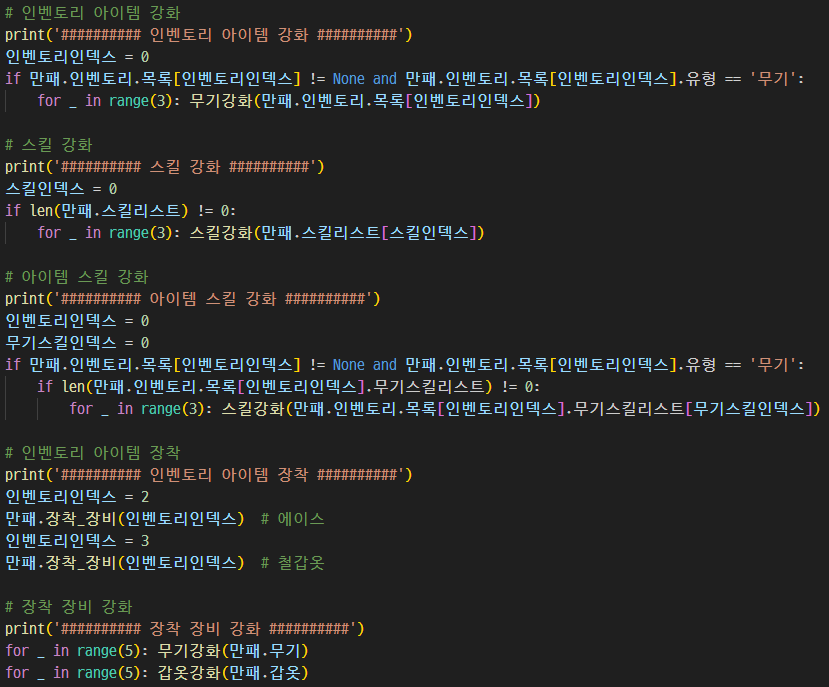 # 인벤토리 아이템 강화
print('########## 인벤토리 아이템 강화 ##########')
인벤토리인덱스 = 0
if 만패.인벤토리.목록[인벤토리인덱스] != None and 만패.인벤토리.목록[인벤토리인덱스].유형 == '무기':
    for _ in range(3): 무기강화(만패.인벤토리.목록[인벤토리인덱스])

# 스킬 강화
print('########## 스킬 강화 ##########')
스킬인덱스 = 0
if len(만패.스킬리스트) != 0:
    for _ in range(3): 스킬강화(만패.스킬리스트[스킬인덱스])

# 아이템 스킬 강화
print('########## 아이템 스킬 강화 ##########')
인벤토리인덱스 = 0
무기스킬인덱스 = 0
if 만패.인벤토리.목록[인벤토리인덱스] != None and 만패.인벤토리.목록[인벤토리인덱스].유형 == '무기':
    if len(만패.인벤토리.목록[인벤토리인덱스].무기스킬리스트) != 0:
        for _ in range(3): 스킬강화(만패.인벤토리.목록[인벤토리인덱스].무기스킬리스트[무기스킬인덱스])

# 인벤토리 아이템 장착
print('########## 인벤토리 아이템 장착 ##########')
인벤토리인덱스 = 2
만패.장착_장비(인벤토리인덱스)  # 에이스
인벤토리인덱스 = 3
만패.장착_장비(인벤토리인덱스)  # 철갑옷

# 장착 장비 강화
print('########## 장착 장비 강화 ##########')
for _ in range(5): 무기강화(만패.무기)
for _ in range(5): 갑옷강화(만패.갑옷)